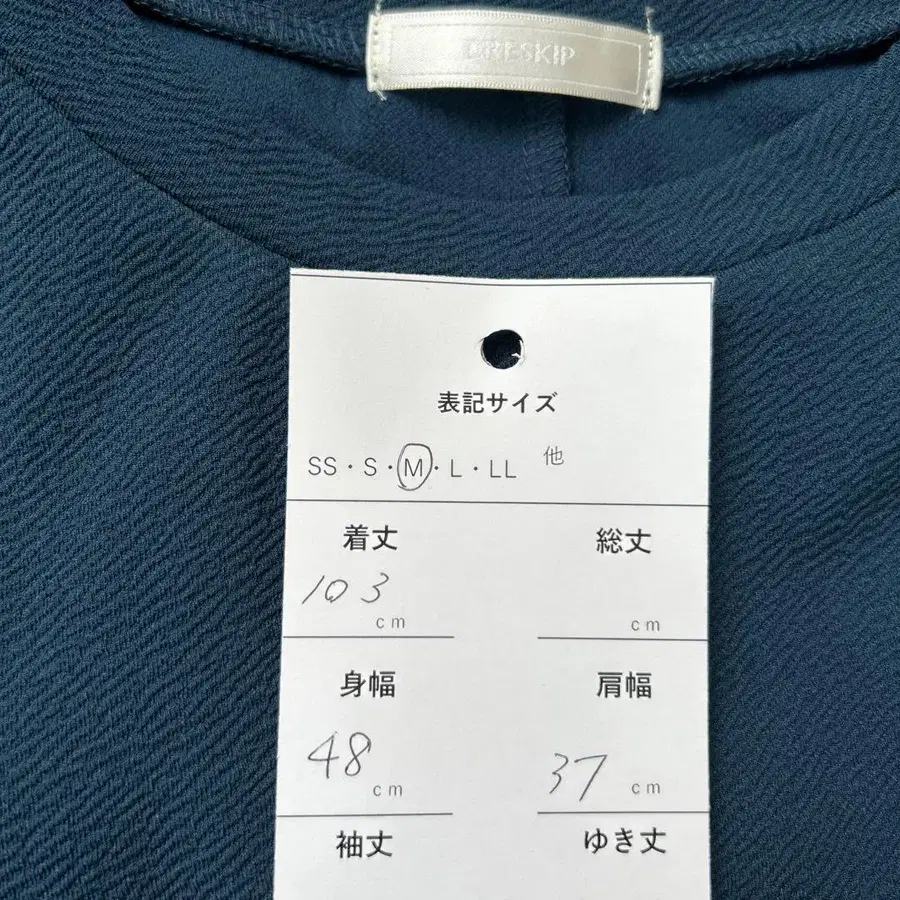 DRESKIP
表記サイズ
SS・S・M・L・LL 他
着丈 総丈
103 cm cm
身幅 肩幅
48 cm 37 cm
袖丈 ゆき丈